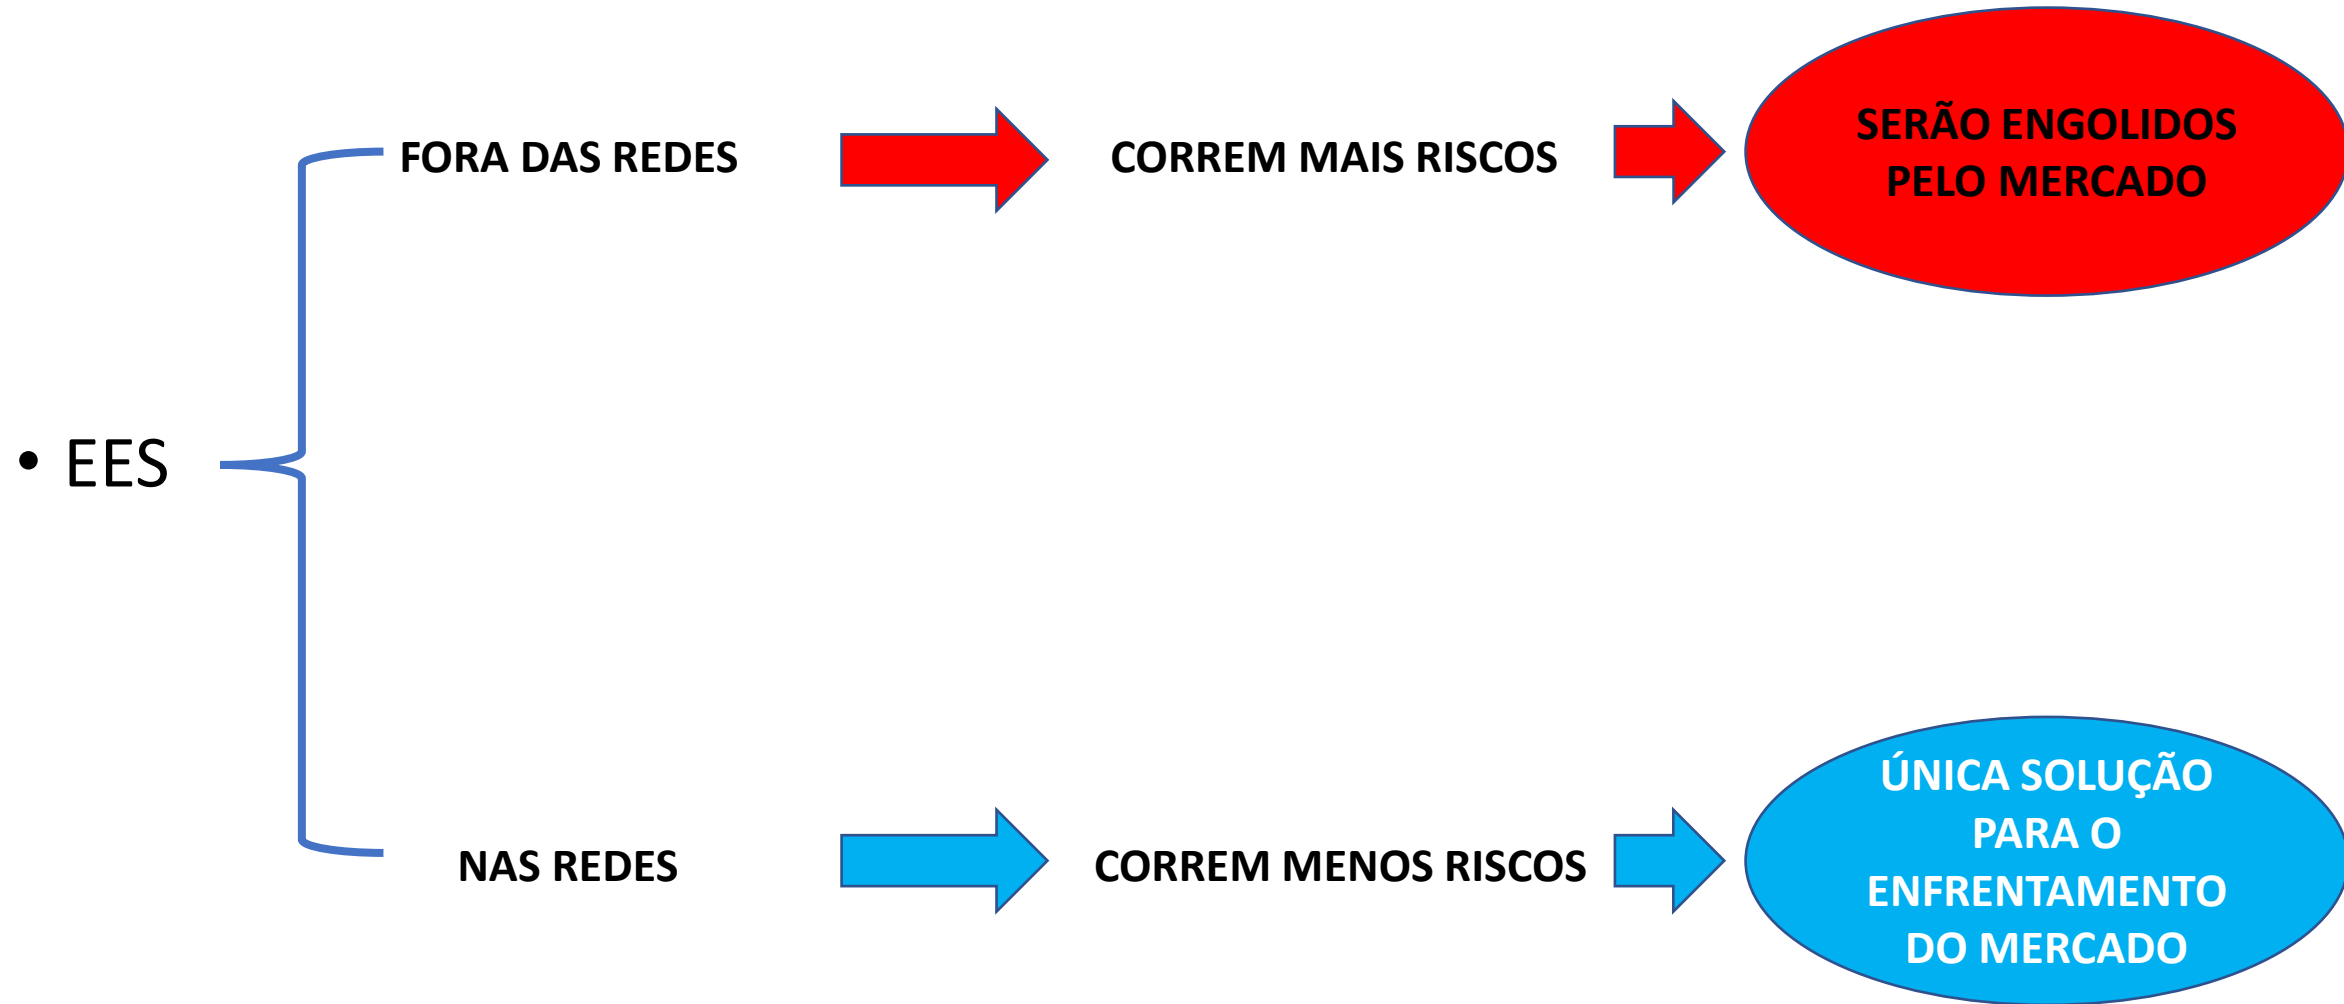 FORA DAS REDES
CORREM MAIS RISCOS
SERÃO ENGOLIDOS
PELO MERCADO
• EES
NAS REDES
CORREM MENOS RISCOS
ÚNICA SOLUÇÃO
PARA O
ENFRENTAMENTO
DO MERCADO